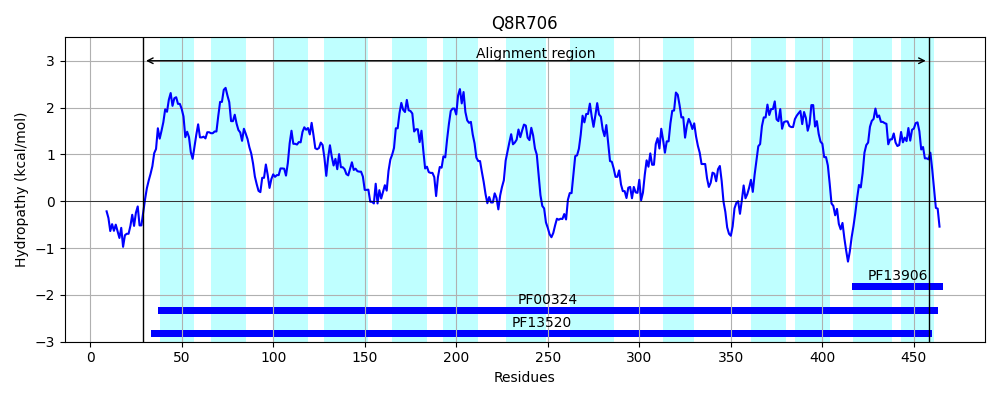 Q8R706
Hydropathy (kcal/mol)
3
2
1
0
−1
−2
−3
Alignment region
PF13906
PF00324
PF13520
0 50 100 150 200 250 300 350 400 450
Residues